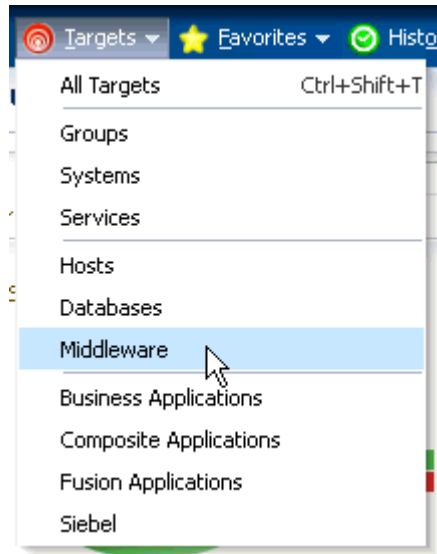 Targets Favorites Histo
All Targets Ctrl+Shift+T
Groups
Systems
Services
Hosts
Databases
Middleware
Business Applications
Composite Applications
Fusion Applications
Siebel